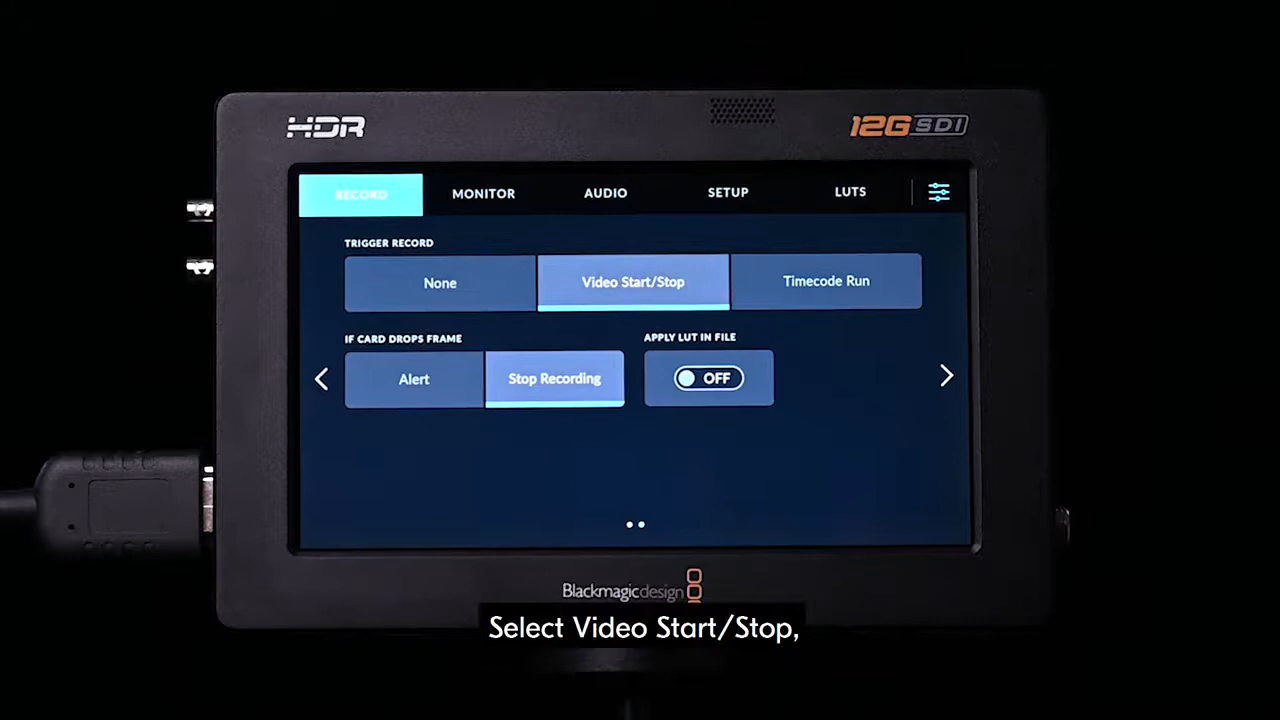 HDR
12G SDI
RECORD MONITOR AUDIO SETUP LUTS
TRIGGER RECORD
None Video Start/Stop Timecode Run
IF CARD DROPS FRAME APPLY LUT IN FILE
Alert Stop Recording OFF
Blackmagicdesign
Select Video Start/Stop,